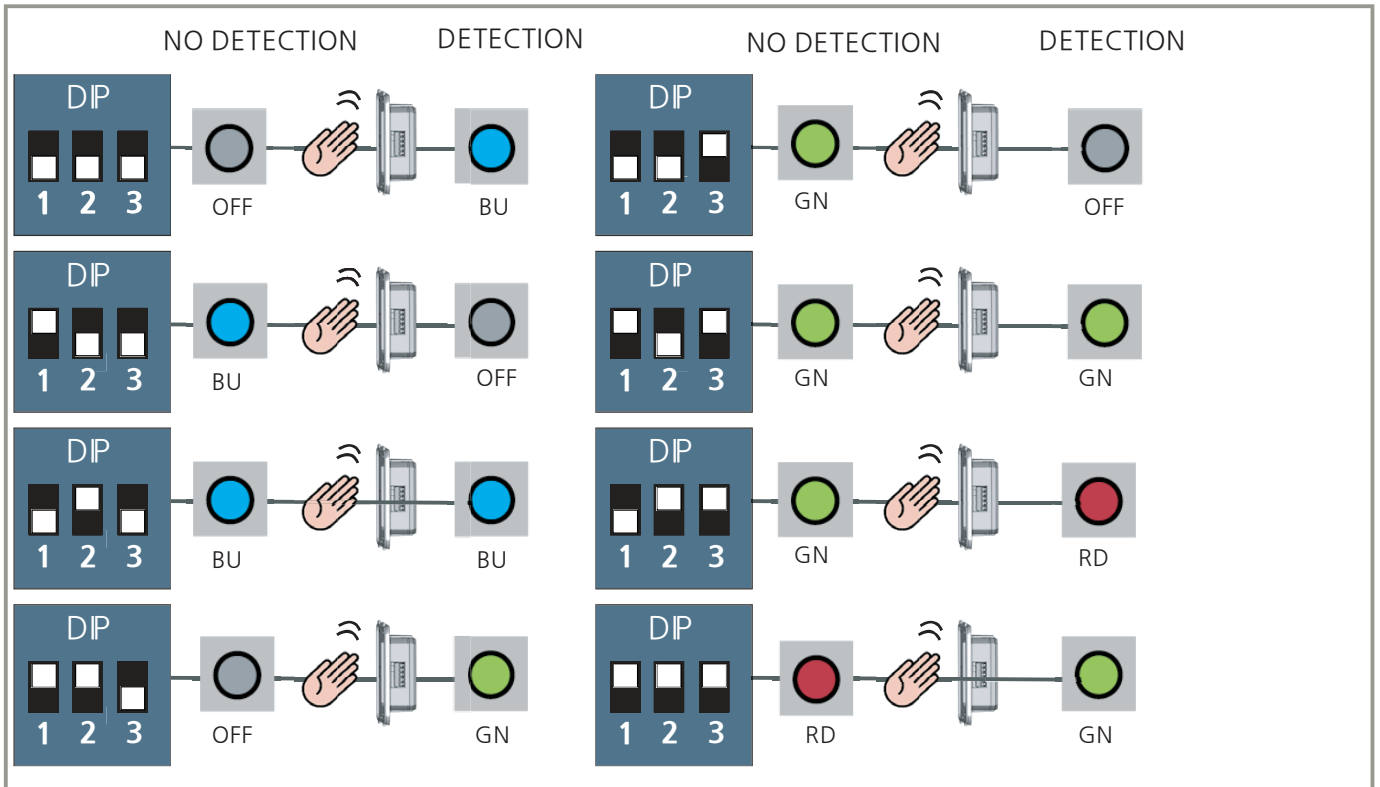 NO DETECTION DETECTION NO DETECTION DETECTION
DIP
1 2 3
OFF
BU
DIP
1 2 3
GN
OFF
DIP
1 2 3
BU
OFF
DIP
1 2 3
GN
GN
DIP
1 2 3
BU
BU
DIP
1 2 3
GN
RD
DIP
1 2 3
OFF
GN
DIP
1 2 3
RD
GN